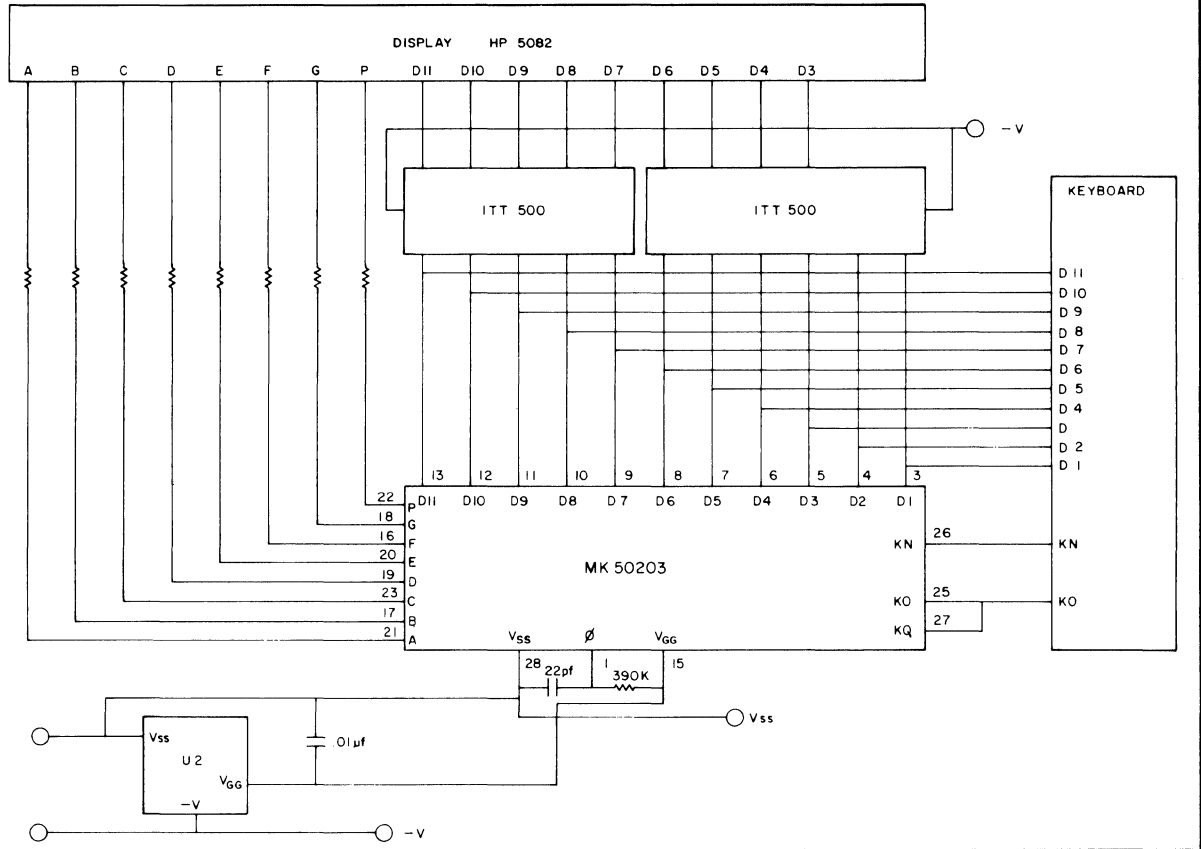 DISPLAY HP 5082
A B C D E F G P D11 D10 D9 D8 D7 D6 D5 D4 D3
-V
ITT 500 ITT 500
KEYBOARD
D 11
D 10
D 9
D 8
D 7
D 6
D 5
D 4
D
D 2
D 1
13 12 11 10 9 8 7 6 5 4 3
D11 D10 D9 D8 D7 D6 D5 D4 D3 D2 D1
22 P
18 G
16 F
20 E
19 D
23 C
17 B
21 A
MK 50203
KN 26 KN
KO 25 KO
KQ 27
VSS Ø VGG
28 22pf 1 390K 15
Vss
Vss
U2
VGG
-V
.01µf
-V